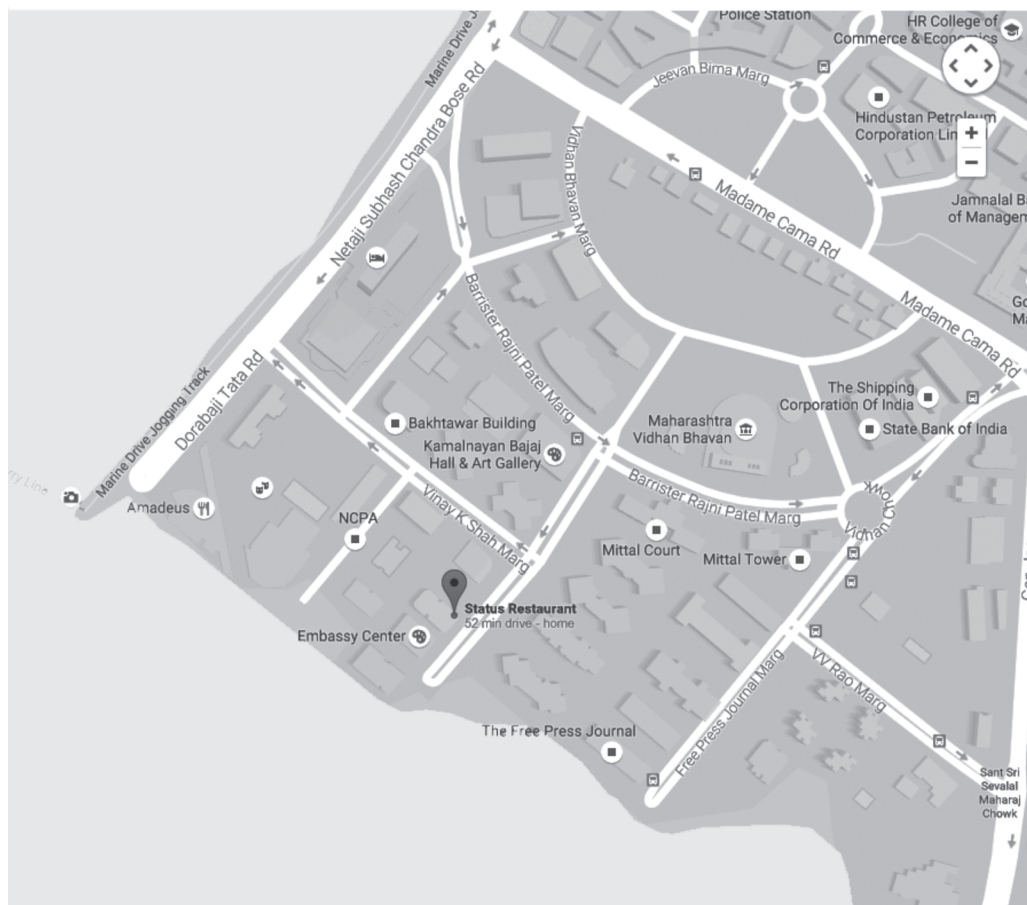 Police Station
HR College of
Commerce & Economics
Marine Drive J
Jeevan Bima Marg
Hindustan Petroleum
Corporation Lin
+
−
Netaji Subhash Chandra Bose Rd
Vidhan Bhavan Marg
Madame Cama Rd
Jamnalal B
of Managem
Go
Ma
Madame Cama Rd
Barrister Rajni Patel Marg
Dorabaji Tata Rd
Marine Drive Jogging Track
The Shipping
Corporation Of India
State Bank of India
Bakhtawar Building
Maharashtra
Vidhan Bhavan
Kamalnayan Bajaj
Hall & Art Gallery
rry Line
Amadeus
Vinay K Shah Marg
Barrister Rajni Patel Marg
Vidhan Chowk
NCPA
Mittal Court
Mittal Tower
Status Restaurant
52 min drive - home
Embassy Center
Free Press Journal Marg
VV Rao Marg
The Free Press Journal
Sant Sri
Sevalal
Maharaj
Chowk